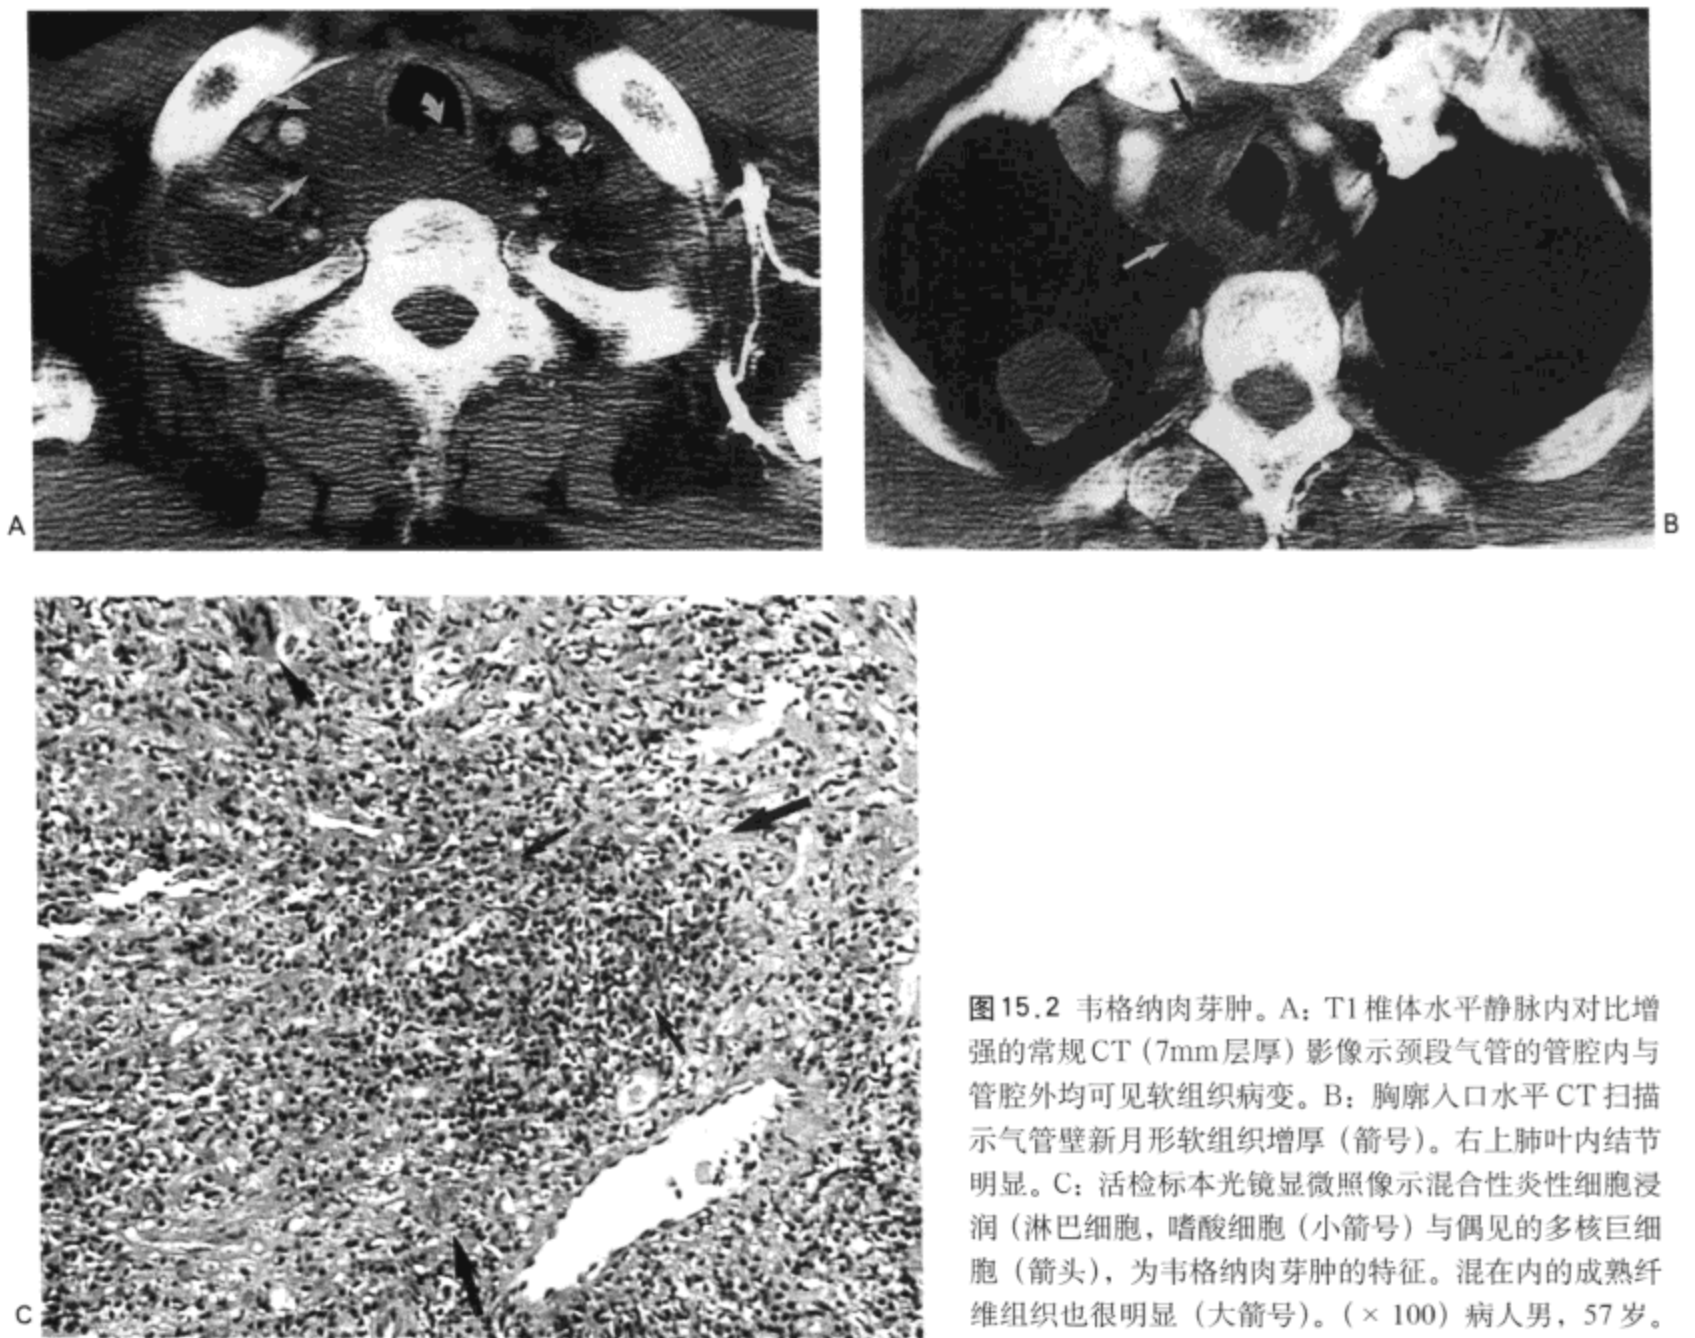 A
B
C
图15.2 韦格纳肉芽肿。A：T1椎体水平静脉内对比增
强的常规CT（7mm层厚）影像示颈段气管的管腔内与
管腔外均可见软组织病变。B：胸廓入口水平 CT 扫描
示气管壁新月形软组织增厚（箭号）。右上肺叶内结节
明显。C：活检标本光镜显微照像示混合性炎性细胞浸
润（淋巴细胞，嗜酸细胞（小箭号）与偶见的多核巨细
胞（箭头），为韦格纳肉芽肿的特征。混在内的成熟纤
维组织也很明显（大箭号）。（× 100）病人男，57岁。